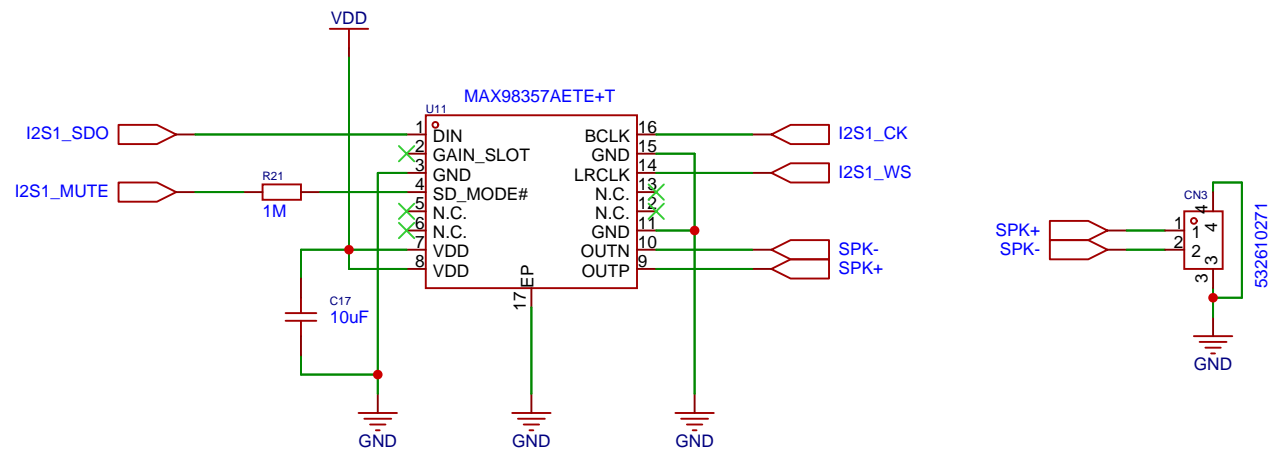 VDD
MAX98357AETE+T
U11
I2S1_SDO
1 DIN
BCLK 16
I2S1_CK
2 GAIN_SLOT
GND 15
3 GND
LRCLK 14
I2S1_WS
I2S1_MUTE
R21
1M
4 SD_MODE#
N.C. 13
5 N.C.
N.C. 12
6 N.C.
GND 11
7 VDD
OUTN 10
SPK-
8 VDD
OUTP 9
SPK+
17 EP
C17
10uF
GND
GND
GND
CN3
4
4
SPK+
1
1
SPK-
2
2
3
3
532610271
GND